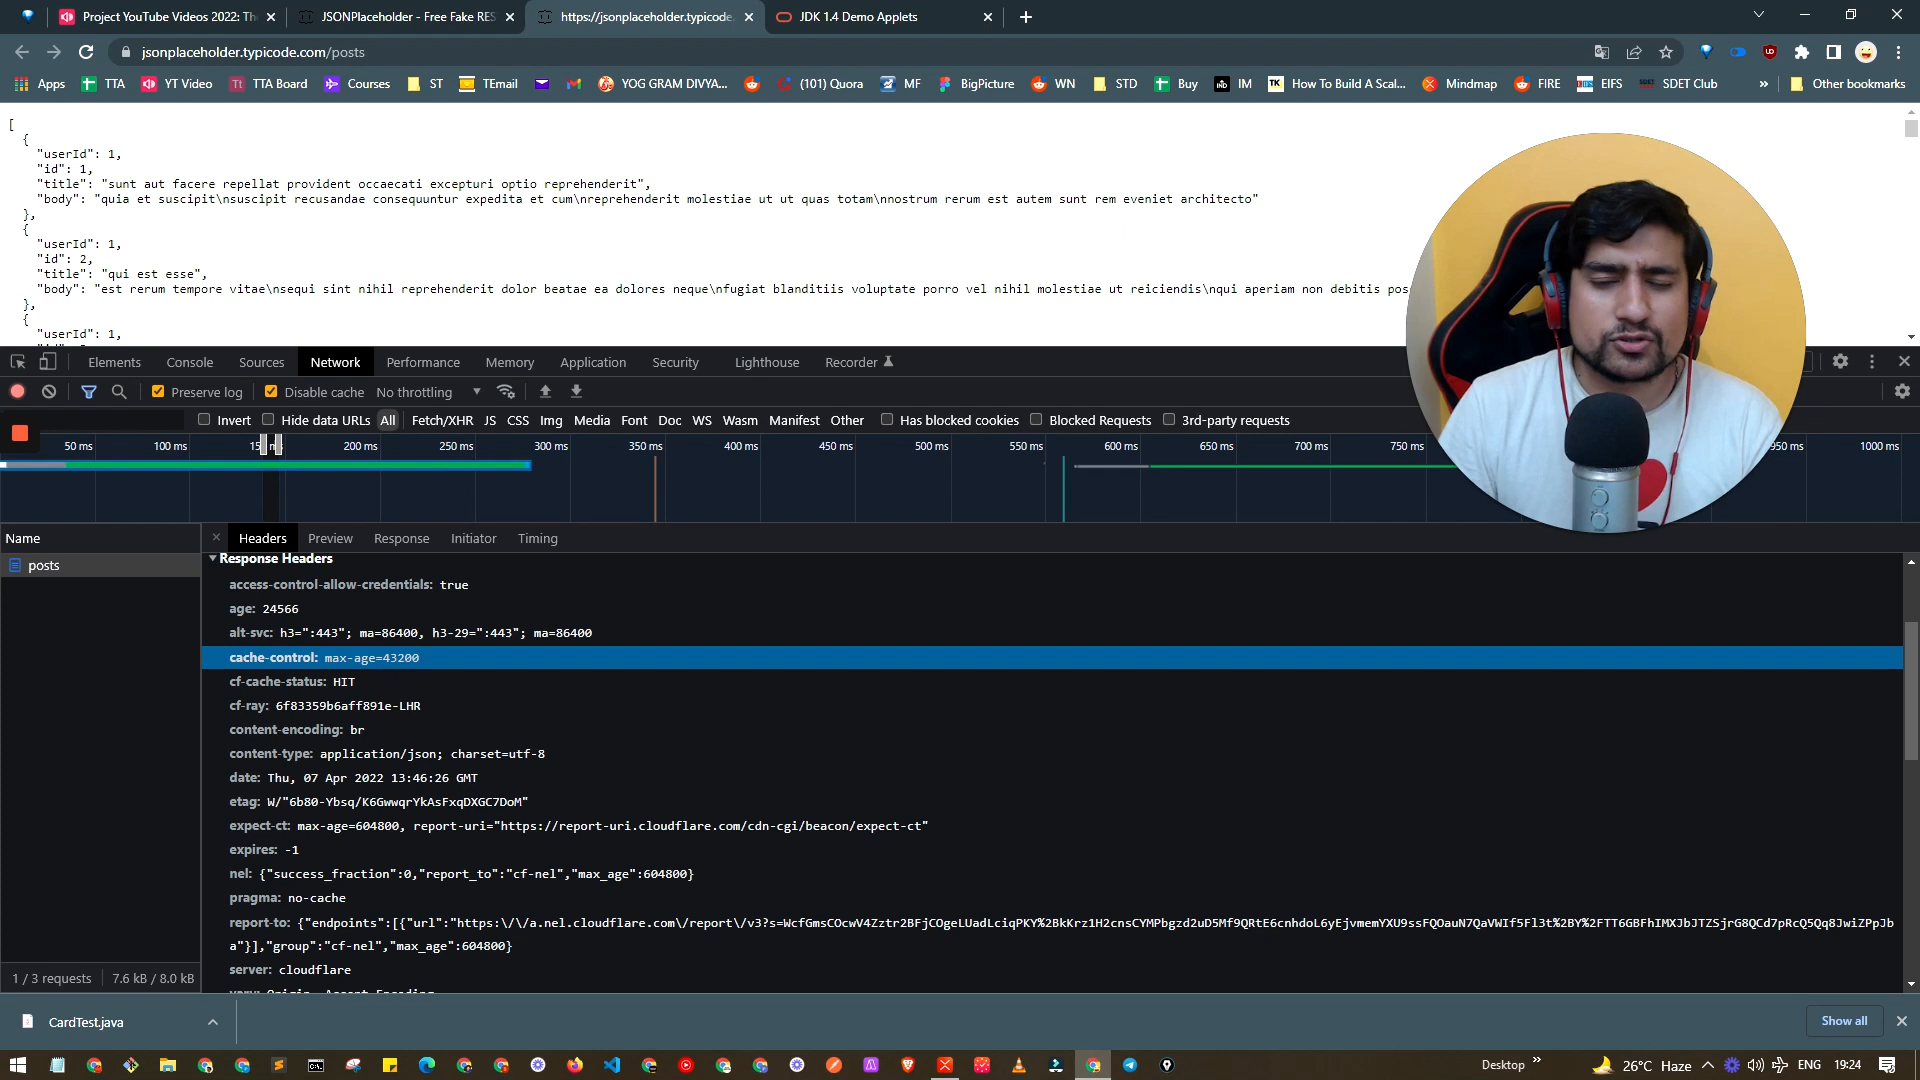 Project YouTube Videos 2022: The
JSONPlaceholder - Free Fake RES
https://jsonplaceholder.typicode.
JDK 1.4 Demo Applets
jsonplaceholder.typicode.com/posts
Apps TTA YT Video TTA Board Courses ST TEmail YOG GRAM DIVYA... (101) Quora MF BigPicture WN STD Buy IM How To Build A Scal... Mindmap FIRE EIFS SDET Club » Other bookmarks
[
{
"userId": 1,
"id": 1,
"title": "sunt aut facere repellat provident occaecati excepturi optio reprehenderit",
"body": "quia et suscipit\nsuscipit recusandae consequuntur expedita et cum\nreprehenderit molestiae ut ut quas totam\nnostrum rerum est autem sunt rem eveniet architecto"
},
{
"userId": 1,
"id": 2,
"title": "qui est esse",
"body": "est rerum tempore vitae\nsequi sint nihil reprehenderit dolor beatae ea dolores neque\nfugiat blanditiis voluptate porro vel nihil molestiae ut reiciendis\nqui aperiam non debitis pos
},
{
"userId": 1,
Elements Console Sources Network Performance Memory Application Security Lighthouse Recorder
Preserve log Disable cache No throttling
Invert Hide data URLs All Fetch/XHR JS CSS Img Media Font Doc WS Wasm Manifest Other Has blocked cookies Blocked Requests 3rd-party requests
50 ms 100 ms 200 ms 250 ms 300 ms 350 ms 400 ms 450 ms 500 ms 550 ms 600 ms 650 ms 700 ms 750 ms 950 ms 1000 ms
Name
Headers Preview Response Initiator Timing
posts
Response Headers
access-control-allow-credentials: true
age: 24566
alt-svc: h3=":443"; ma=86400, h3-29=":443"; ma=86400
cache-control: max-age=43200
cf-cache-status: HIT
cf-ray: 6f83359b6aff891e-LHR
content-encoding: br
content-type: application/json; charset=utf-8
date: Thu, 07 Apr 2022 13:46:26 GMT
etag: W/"6b80-Ybsq/K6GwwqrYkAsFxqDXGC7DoM"
expect-ct: max-age=604800, report-uri="https://report-uri.cloudflare.com/cdn-cgi/beacon/expect-ct"
expires: -1
nel: {"success_fraction":0,"report_to":"cf-nel","max_age":604800}
pragma: no-cache
report-to: {"endpoints":[{"url":"https:\/\/a.nel.cloudflare.com\/report\/v3?s=WcfGmsCOcwV4Zztr2BFjCOgeLUadLciqPKY%2BkKrz1H2cnsCYMPbgzd2uD5Mf9QRtE6cnhdoL6yEjvmemYXU9ssFQOauN7QaVWIf5Fl3t%2BY%2FTT6GBFhIMXJbJTZSjrG8QCd7pRcQ5Qq8JwiZPpJb
a"}],"group":"cf-nel","max_age":604800}
server: cloudflare
vary: Origin, Accept-Encoding
1 / 3 requests 7.6 kB / 8.0 kB
CardTest.java
Show all
Desktop » 26°C Haze ENG 19:24